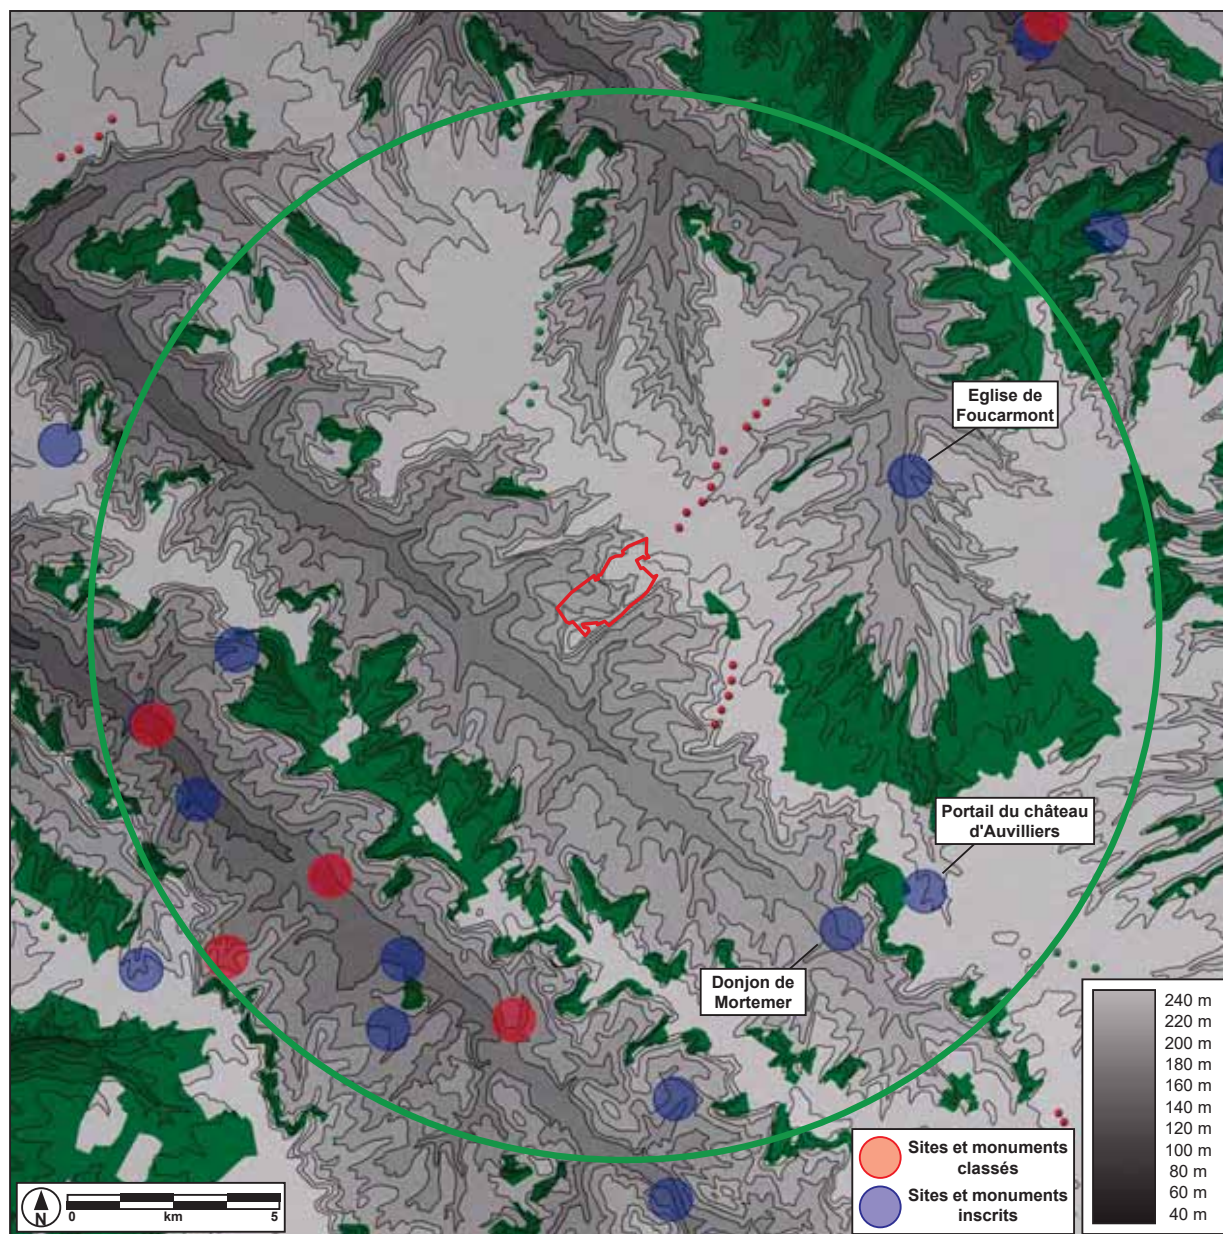 Eglise de
Foucarmont
Portail du château
d'Auvilliers
Donjon de
Mortemer
240 m
220 m
200 m
180 m
160 m
140 m
120 m
100 m
80 m
60 m
40 m
Sites et monuments
classés
Sites et monuments
inscrits
N
0 km 5